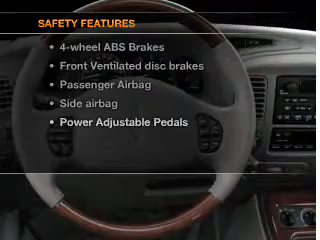 SAFETY FEATURES
• 4-wheel ABS Brakes
• Front Ventilated disc brakes
• Passenger Airbag
• Side airbag
• Power Adjustable Pedals